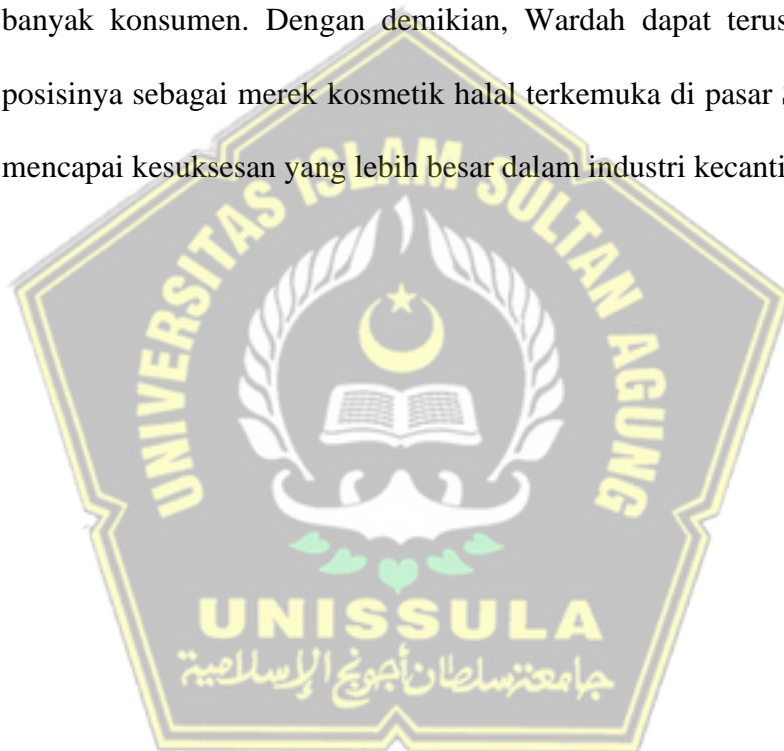 banyak konsumen. Dengan demikian, Wardah dapat terus
posisinya sebagai merek kosmetik halal terkemuka di pasar
mencapai kesuksesan yang lebih besar dalam industri
UNIVERSITAS ISLAM SULTAN AGUNG
UNISSULA
جامعة سلطان أجونج الإسلامية